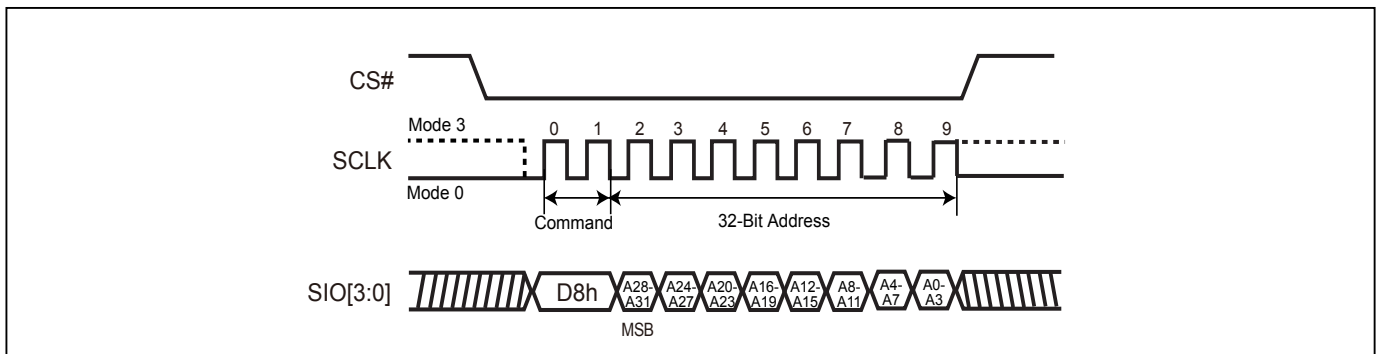 CS#
Mode 3
0 1 2 3 4 5 6 7 8 9
SCLK
Mode 0
Command
32-Bit Address
SIO[3:0]
D8h
A28-
A31
A24-
A27
A20-
A23
A16-
A19
A12-
A15
A8-
A11
A4-
A7
A0-
A3
MSB